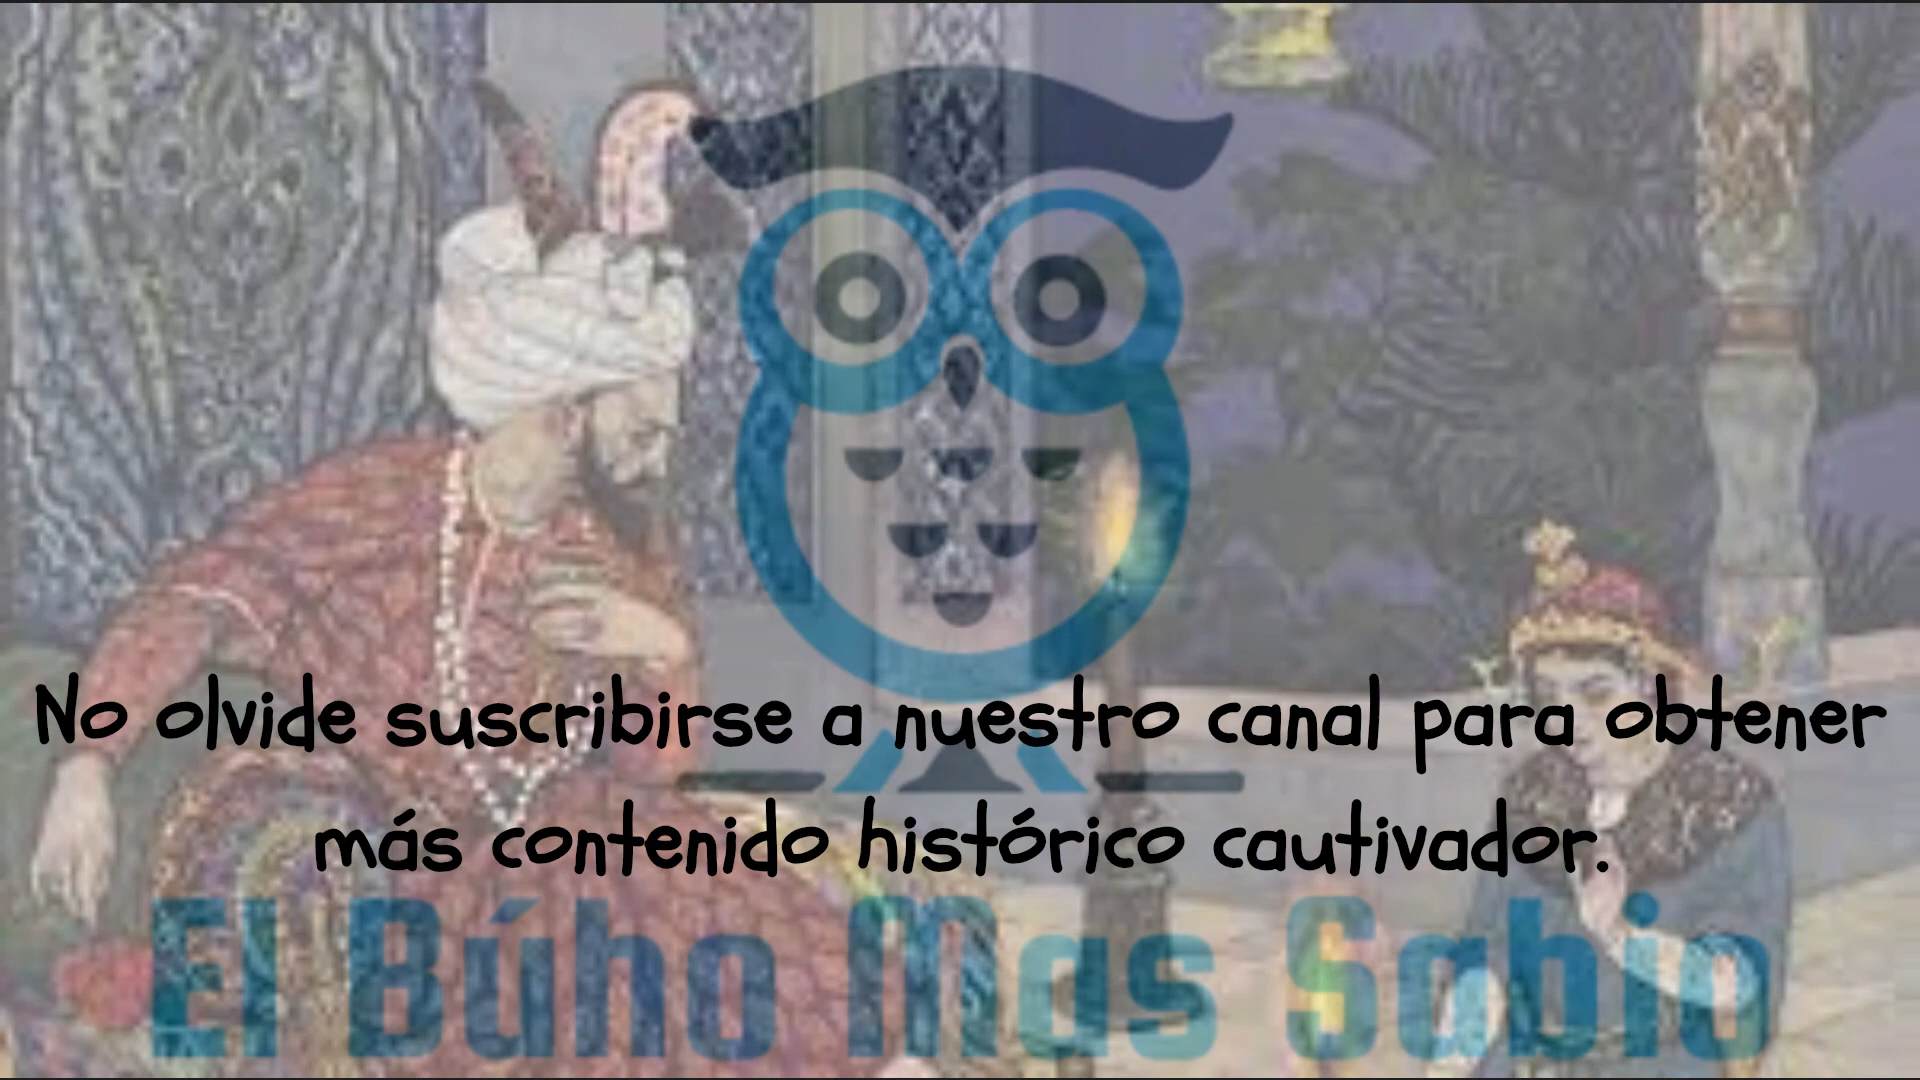 No olvide suscribirse a nuestro canal para obtener
más contenido histórico cautivador.
El Búho Mas Sabio